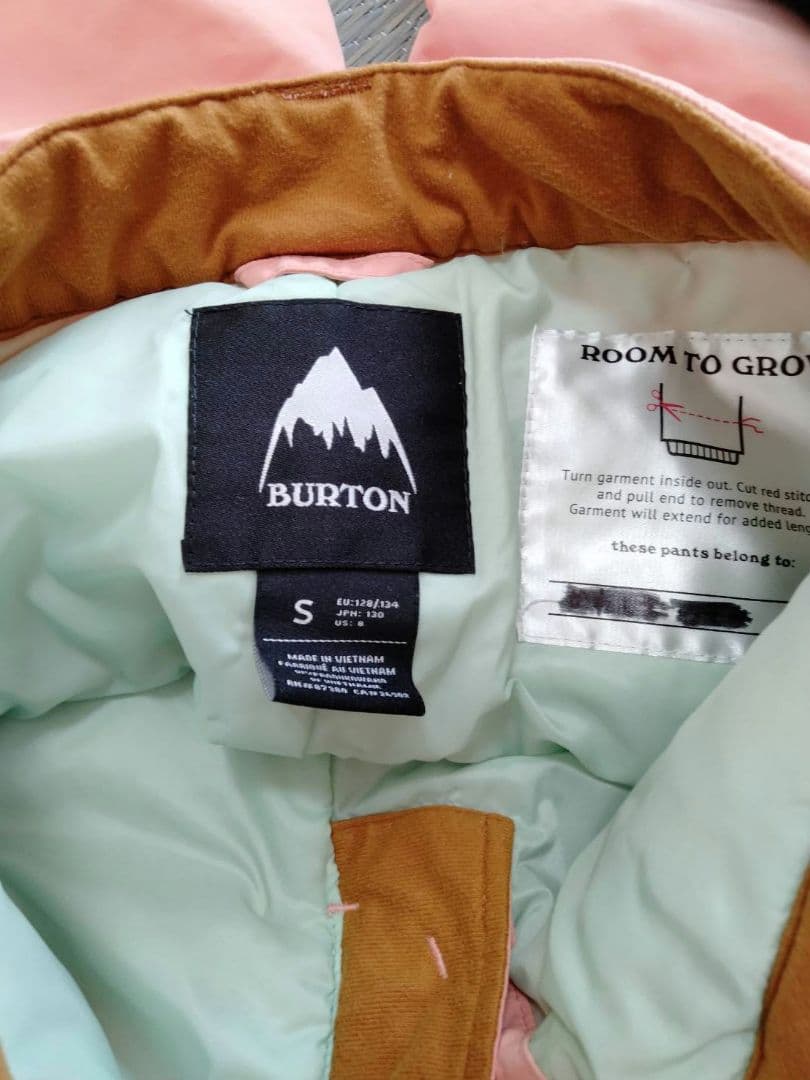 BURTON
S
EU:128/134
JPN: 130
US: 8
MADE IN VIETNAM
FABRIQUÉ AU VIETNAM
ROOM TO GRO
Turn garment inside out. Cut red stitc
and pull end to remove thread.
Garment will extend for added leng
these pants belong to: